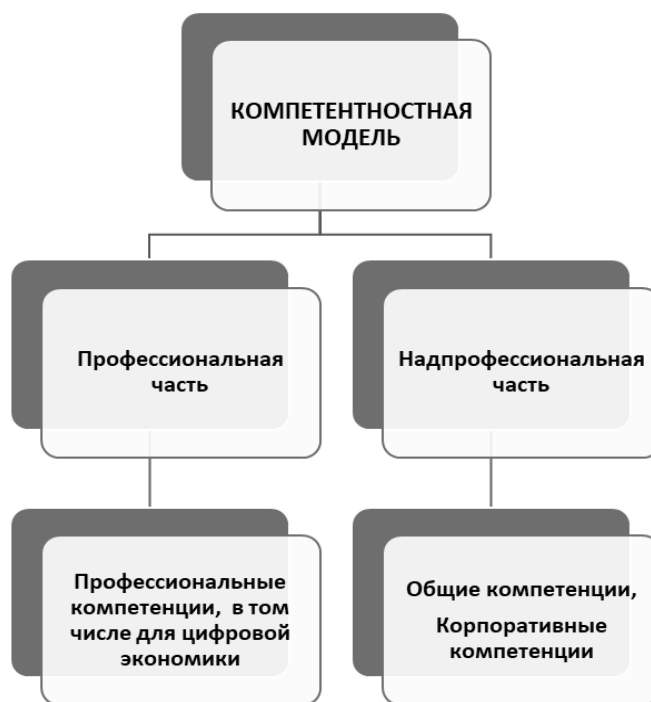 КОМПЕТЕНТНОСТНАЯ
МОДЕЛЬ
Профессиональная
часть
Надпрофессиональная
часть
Профессиональные
компетенции, в том
числе для цифровой
экономики
Общие компетенции,
Корпоративные
компетенции